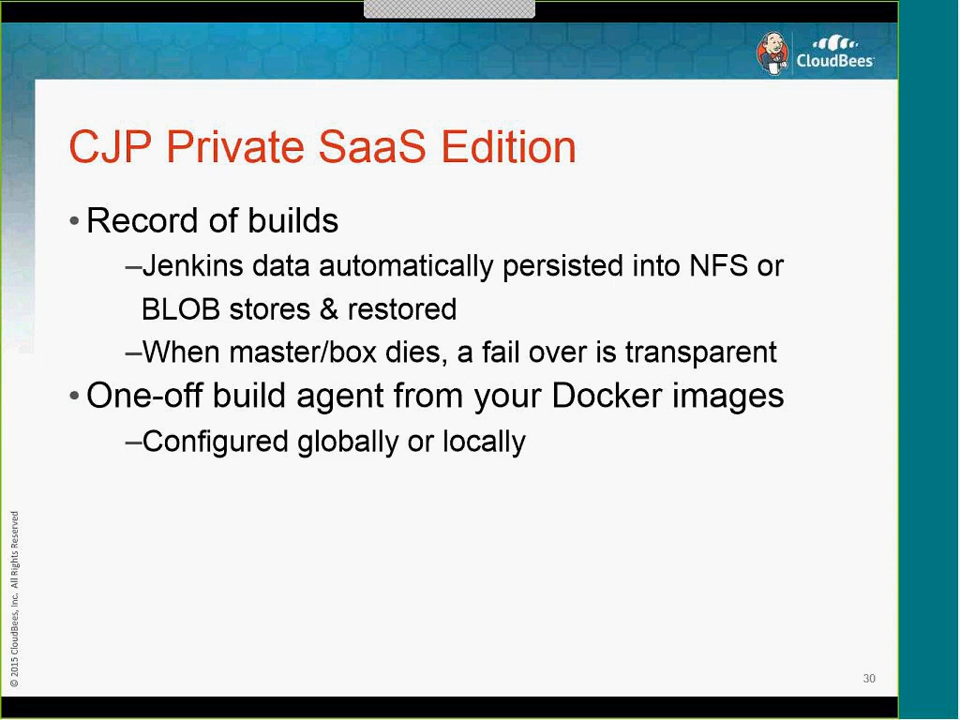 CloudBees
CJP Private SaaS Edition
• Record of builds
–Jenkins data automatically persisted into NFS or
BLOB stores & restored
–When master/box dies, a fail over is transparent
• One-off build agent from your Docker images
–Configured globally or locally
© 2015 CloudBees, Inc. All Rights Reserved
30